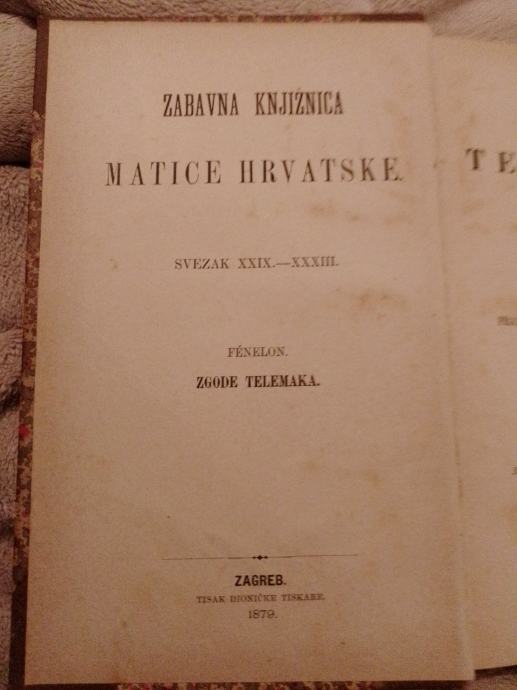 ZABAVNA KNJIŽNICA
MATICE HRVATSKE.
SVEZAK XXIX.—XXXIII.
FÉNELON.
ZGODE TELEMAKA.
ZAGREB.
TISAK DIONIČKE TISKARE.
1879.
TE